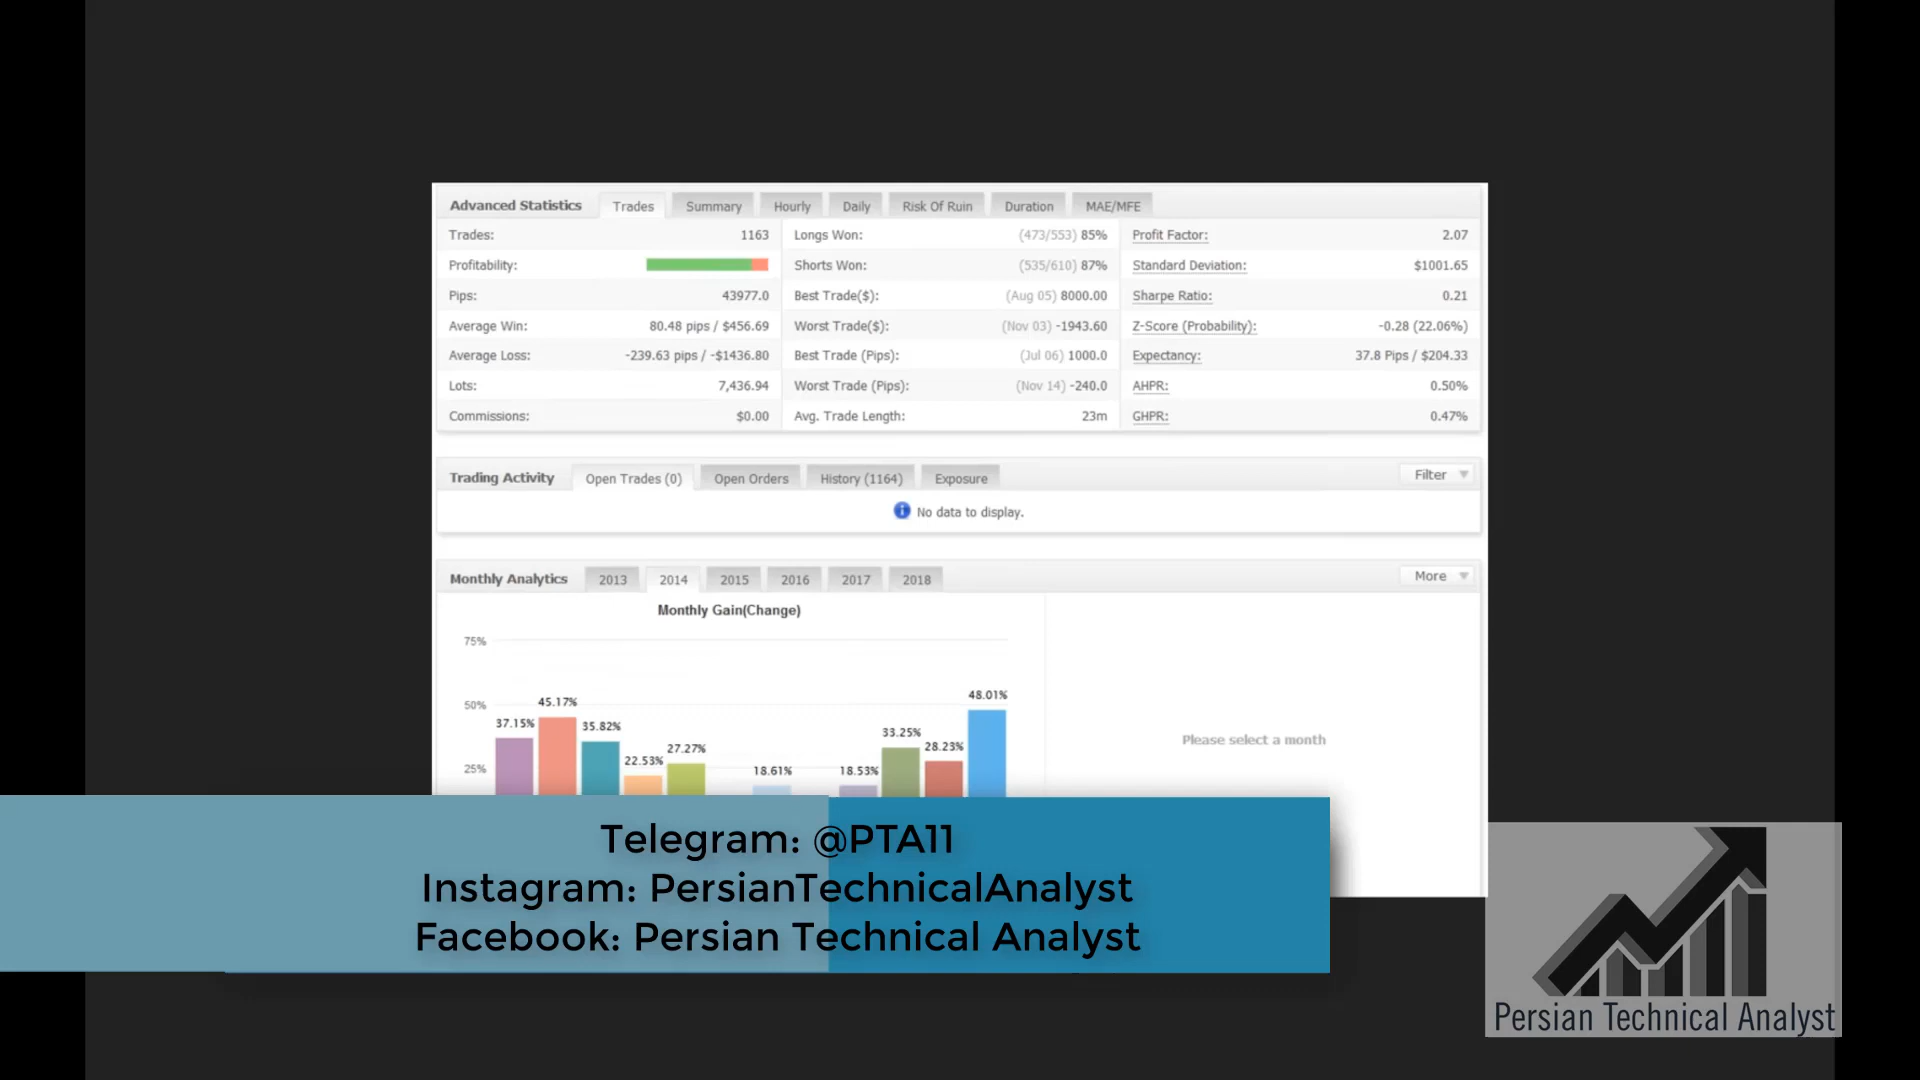 Advanced Statistics Trades Summary Hourly Daily Risk Of Ruin Duration MAE/MFE
Trades: 1163 Longs Won: (473/553) 85% Profit Factor: 2.07
Profitability: Shorts Won: (535/610) 87% Standard Deviation: $1001.65
Pips: 43977.0 Best Trade($): (Aug 05) 8000.00 Sharpe Ratio: 0.21
Average Win: 80.48 pips / $456.69 Worst Trade($): (Nov 03) -1943.60 Z-Score (Probability): -0.28 (22.06%)
Average Loss: -239.63 pips / -$1436.80 Best Trade (Pips): (Jul 06) 1000.0 Expectancy: 37.8 Pips / $204.33
Lots: 7,436.94 Worst Trade (Pips): (Nov 14) -240.0 AHPR: 0.50%
Commissions: $0.00 Avg. Trade Length: 23m GHPR: 0.47%
Trading Activity Open Trades (0) Open Orders History (1164) Exposure Filter
No data to display.
Monthly Analytics 2013 2014 2015 2016 2017 2018 More
Monthly Gain(Change)
75%
50%
25%
37.15% 45.17% 35.82% 22.53% 27.27% 18.61% 18.53% 33.25% 28.23% 48.01%
Please select a month
Telegram: @PTA11
Instagram: PersianTechnicalAnalyst
Facebook: Persian Technical Analyst
Persian Technical Analyst